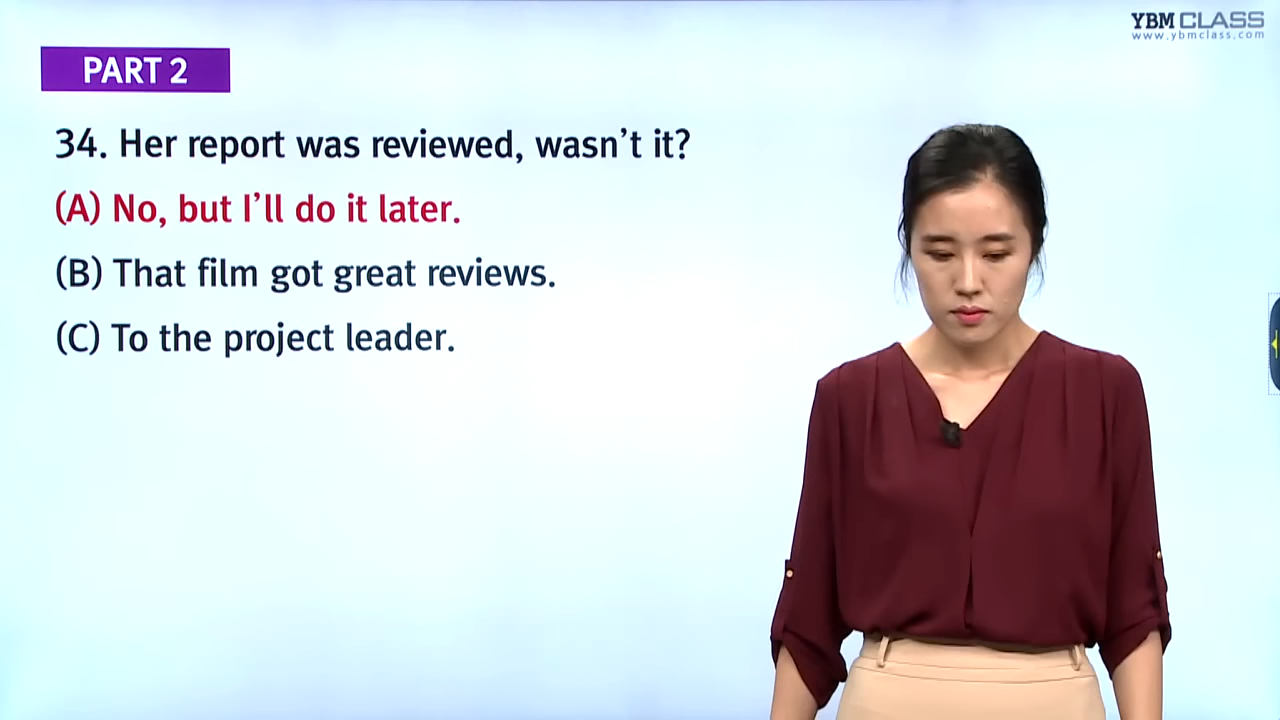 YBM CLASS
www.ybmclass.com
PART 2
34. Her report was reviewed, wasn't it?
(A) No, but I'll do it later.
(B) That film got great reviews.
(C) To the project leader.